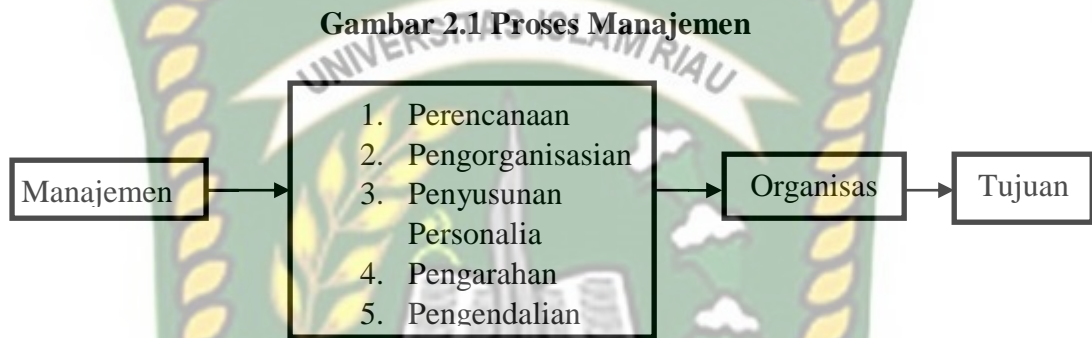 Gambar 2.1 Proses Manajemen
UNIVERSITAS ISLAM RIAU
1. Perencanaan
2. Pengorganisasian
3. Penyusunan
Personalia
4. Pengarahan
5. Pengendalian
Manajemen
Organisas
Tujuan